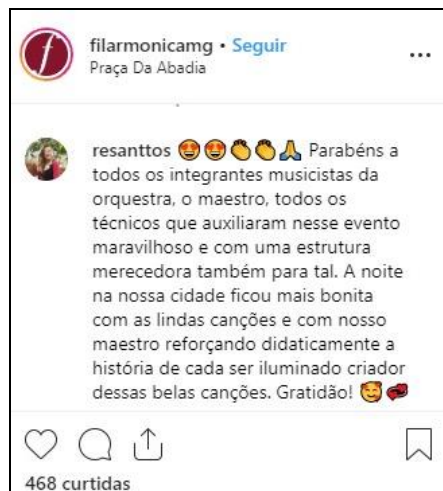 filarmonicamg • Seguir
Praça Da Abadia
resanttos 😍😍👏👏🙏 Parabéns a
todos os integrantes musicistas da
orquestra, o maestro, todos os
técnicos que auxiliaram nesse evento
maravilhoso e com uma estrutura
merecedora também para tal. A noite
na nossa cidade ficou mais bonita
com as lindas canções e com nosso
maestro reforçando didaticamente a
história de cada ser iluminado criador
dessas belas canções. Gratidão! 🥰💋
468 curtidas